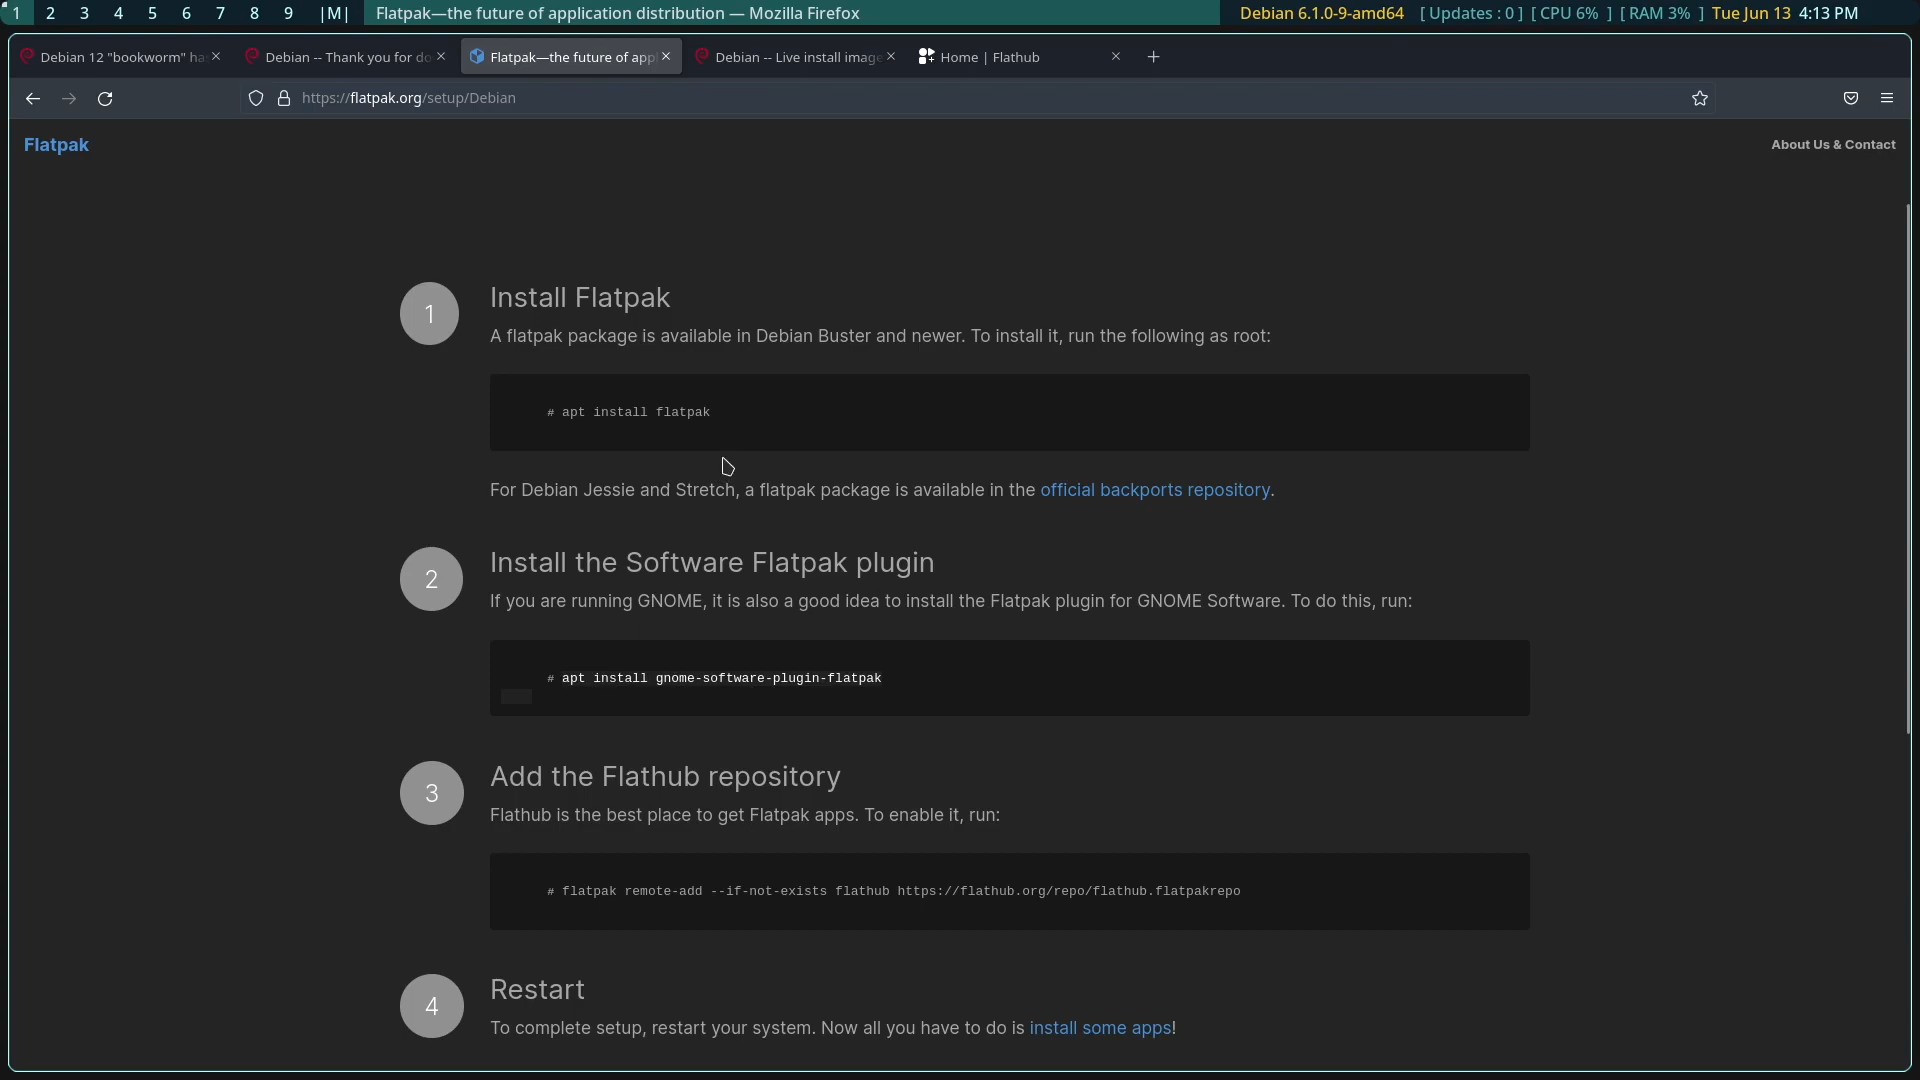 1 2 3 4 5 6 7 8 9 |M| Flatpak—the future of application distribution — Mozilla Firefox Debian 6.1.0-9-amd64 [ Updates : 0 ] [ CPU 6% ] [ RAM 3% ] Tue Jun 13 4:13 PM
Debian 12 "bookworm" ha Debian -- Thank you for do Flatpak—the future of appl Debian -- Live install image Home | Flathub
https://flatpak.org/setup/Debian
Flatpak About Us & Contact
1 Install Flatpak
A flatpak package is available in Debian Buster and newer. To install it, run the following as root:
# apt install flatpak
For Debian Jessie and Stretch, a flatpak package is available in the official backports repository.
2 Install the Software Flatpak plugin
If you are running GNOME, it is also a good idea to install the Flatpak plugin for GNOME Software. To do this, run:
# apt install gnome-software-plugin-flatpak
3 Add the Flathub repository
Flathub is the best place to get Flatpak apps. To enable it, run:
# flatpak remote-add --if-not-exists flathub https://flathub.org/repo/flathub.flatpakrepo
4 Restart
To complete setup, restart your system. Now all you have to do is install some apps!